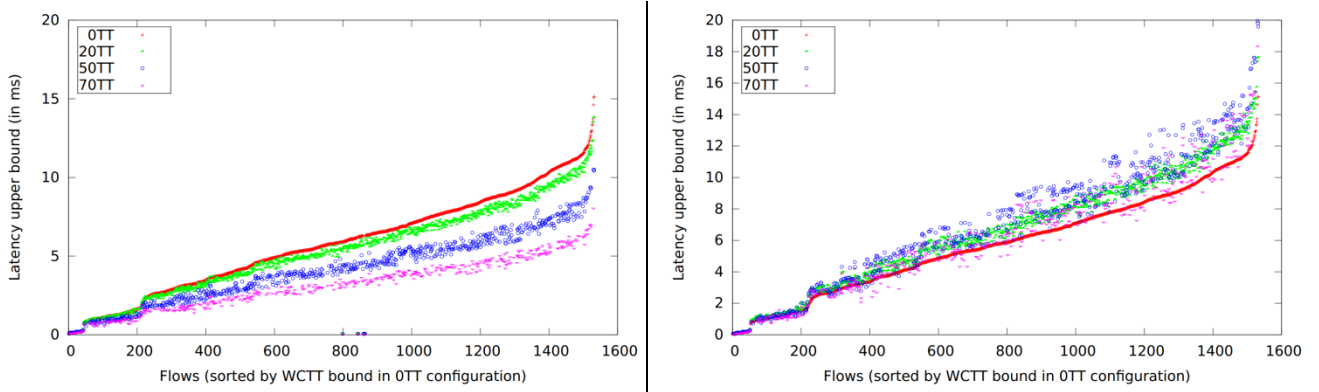 20
15
10
5
0
Latency upper bound (in ms)
0TT
20TT
50TT
70TT
0 200 400 600 800 1000 1200 1400 1600
Flows (sorted by WCTT bound in 0TT configuration)
20
18
16
14
12
10
8
6
4
2
0
Latency upper bound (in ms)
0TT
20TT
50TT
70TT
0 200 400 600 800 1000 1200 1400 1600
Flows (sorted by WCTT bound in 0TT configuration)